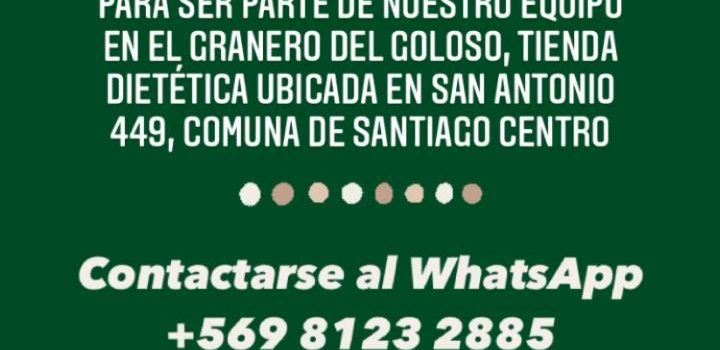 PARA SER PARTE DE NUESTRO EQUIPO
EN EL GRANERO DEL GOLOSO, TIENDA
DIETÉTICA UBICADA EN SAN ANTONIO
449, COMUNA DE SANTIAGO CENTRO
Contactarse al WhatsApp
+569 8123 2885